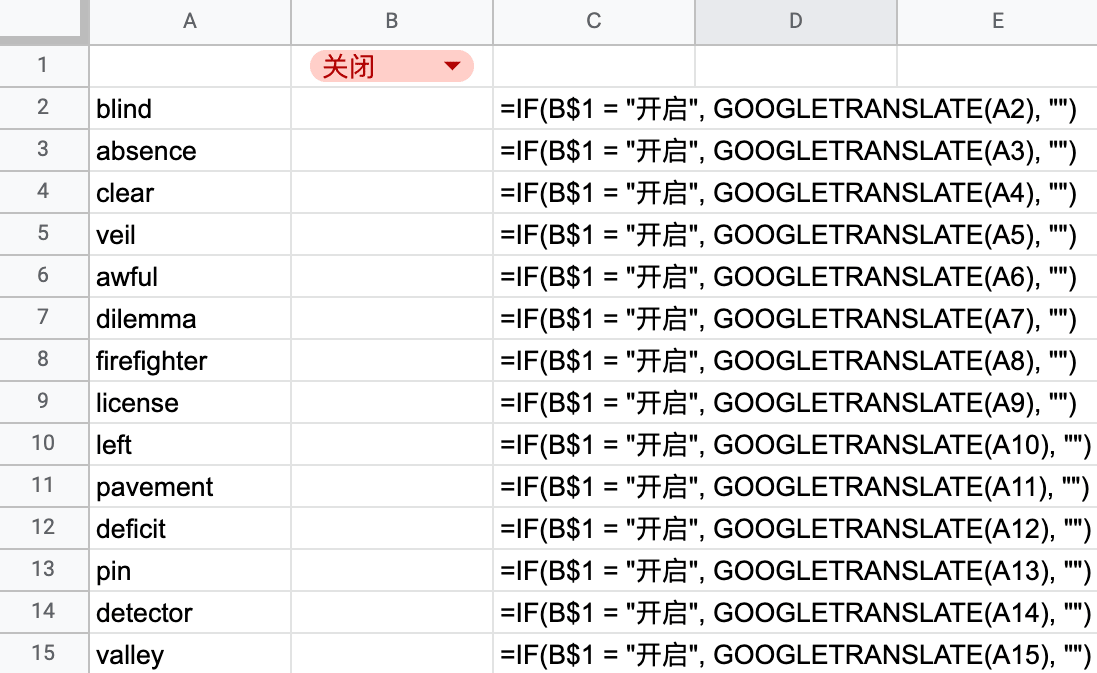 A B C D E
1 关闭
2 blind =IF(B$1 = "开启", GOOGLETRANSLATE(A2), "")
3 absence =IF(B$1 = "开启", GOOGLETRANSLATE(A3), "")
4 clear =IF(B$1 = "开启", GOOGLETRANSLATE(A4), "")
5 veil =IF(B$1 = "开启", GOOGLETRANSLATE(A5), "")
6 awful =IF(B$1 = "开启", GOOGLETRANSLATE(A6), "")
7 dilemma =IF(B$1 = "开启", GOOGLETRANSLATE(A7), "")
8 firefighter =IF(B$1 = "开启", GOOGLETRANSLATE(A8), "")
9 license =IF(B$1 = "开启", GOOGLETRANSLATE(A9), "")
10 left =IF(B$1 = "开启", GOOGLETRANSLATE(A10), "")
11 pavement =IF(B$1 = "开启", GOOGLETRANSLATE(A11), "")
12 deficit =IF(B$1 = "开启", GOOGLETRANSLATE(A12), "")
13 pin =IF(B$1 = "开启", GOOGLETRANSLATE(A13), "")
14 detector =IF(B$1 = "开启", GOOGLETRANSLATE(A14), "")
15 valley =IF(B$1 = "开启", GOOGLETRANSLATE(A15), "")